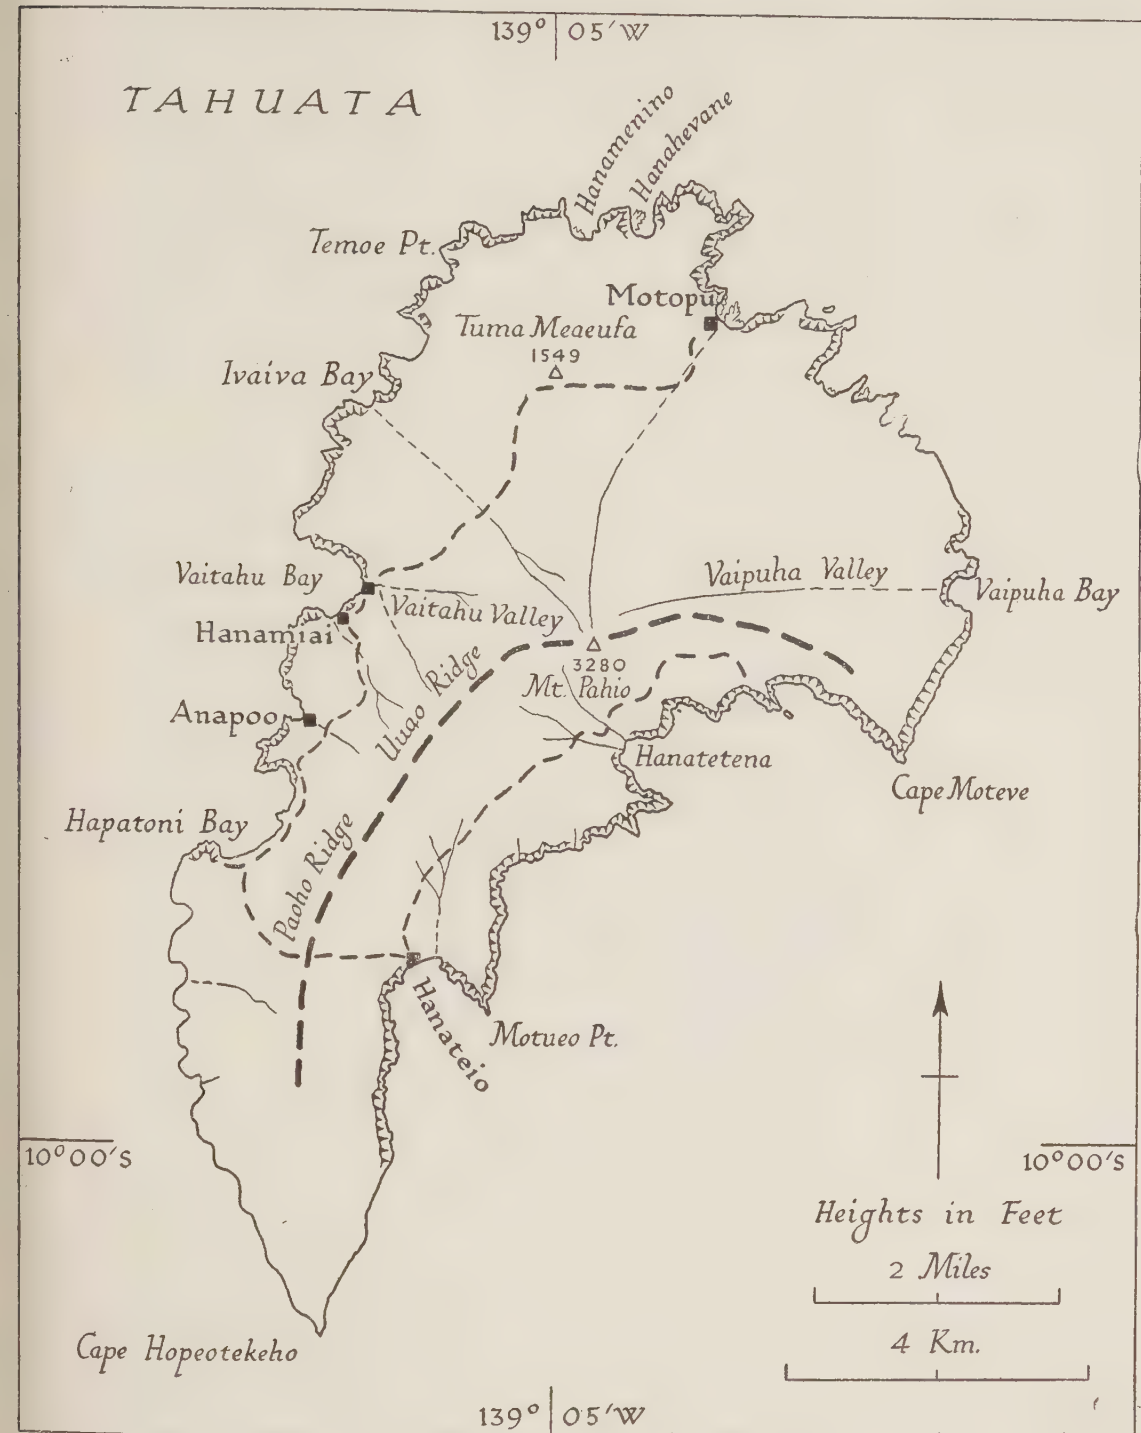 139° 05'W
TAHUATA
Hanamenino
Hanahevane
Temoe Pt.
Motopu
Tuma Meaeufa
1549
Ivaiva Bay
Vaitahu Bay
Vaitahu Valley
Vaipuha Valley
Vaipuha Bay
Hanamiai
3280
Mt. Pahio
Uuao Ridge
Anapoo
Hanatetena
Cape Moteve
Hapatoni Bay
Paoho Ridge
Hanateio
Motueo Pt.
10°00'S
10°00'S
Heights in Feet
2 Miles
4 Km.
Cape Hopeotekeho
139° 05'W